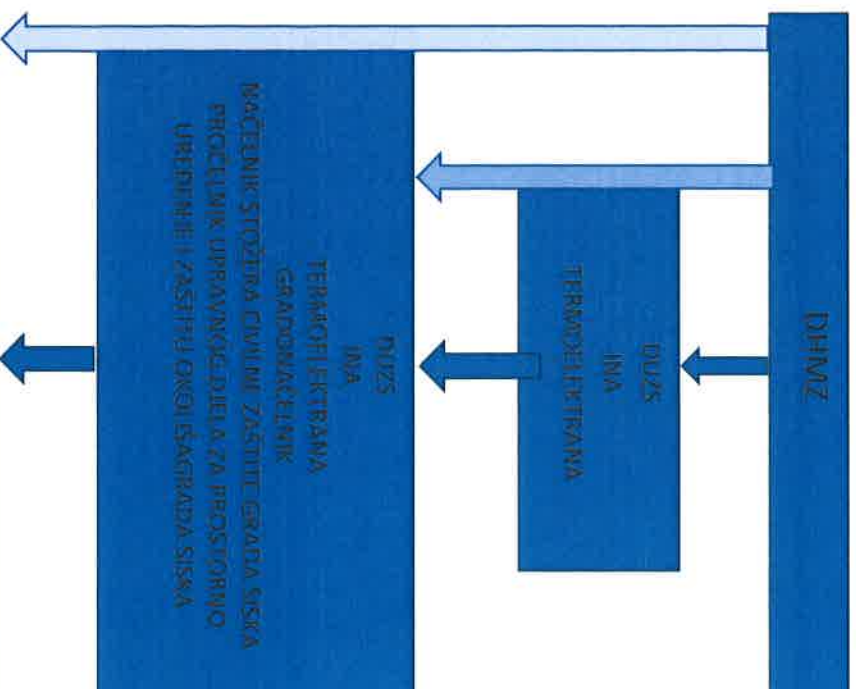 DHMZ
DUZS
INA
TERMOELEKTRANA
DUZS
INA
TERMOELEKTRANA
GRADONAČELNIK
NAČELNIK STOŽERA CIVILNE ZAŠTITE GRADA SISKA
PROČELNIK UPRAVNOG DJELA ZA PROSTORNO
UREĐENJE I ZAŠTITU OKOLIŠA GRADA SISKA